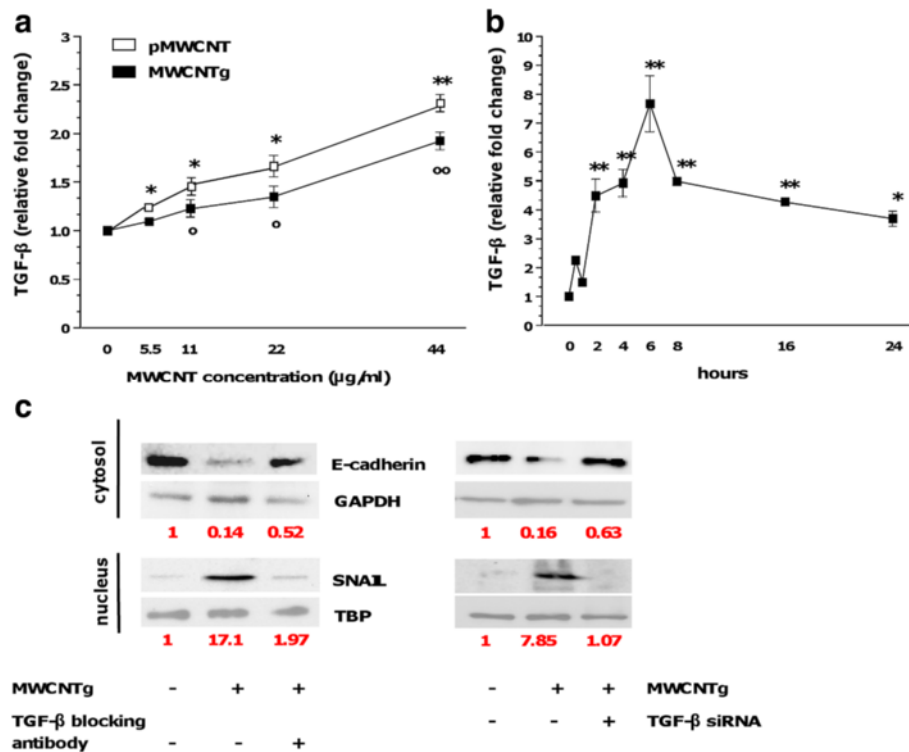 a
TGF-β (relative fold change)
3
2.5
2.0
1.5
1.0
0.5
0
pMWCNT
MWCNTg
* * * **
o o oo
0 5.5 11 22 44
MWCNT concentration (µg/ml)
b
TGF-β (relative fold change)
10
9
8
7
6
5
4
3
2
1
0
** ** ** ** ** *
0 2 4 6 8 16 24
hours
c
cytosol
E-cadherin
GAPDH
1 0.14 0.52
1 0.16 0.63
nucleus
SNAIL
TBP
1 17.1 1.97
1 7.85 1.07
MWCNTg - + + - + + MWCNTg
TGF-β blocking - - + TGF-β siRNA
antibody - - +